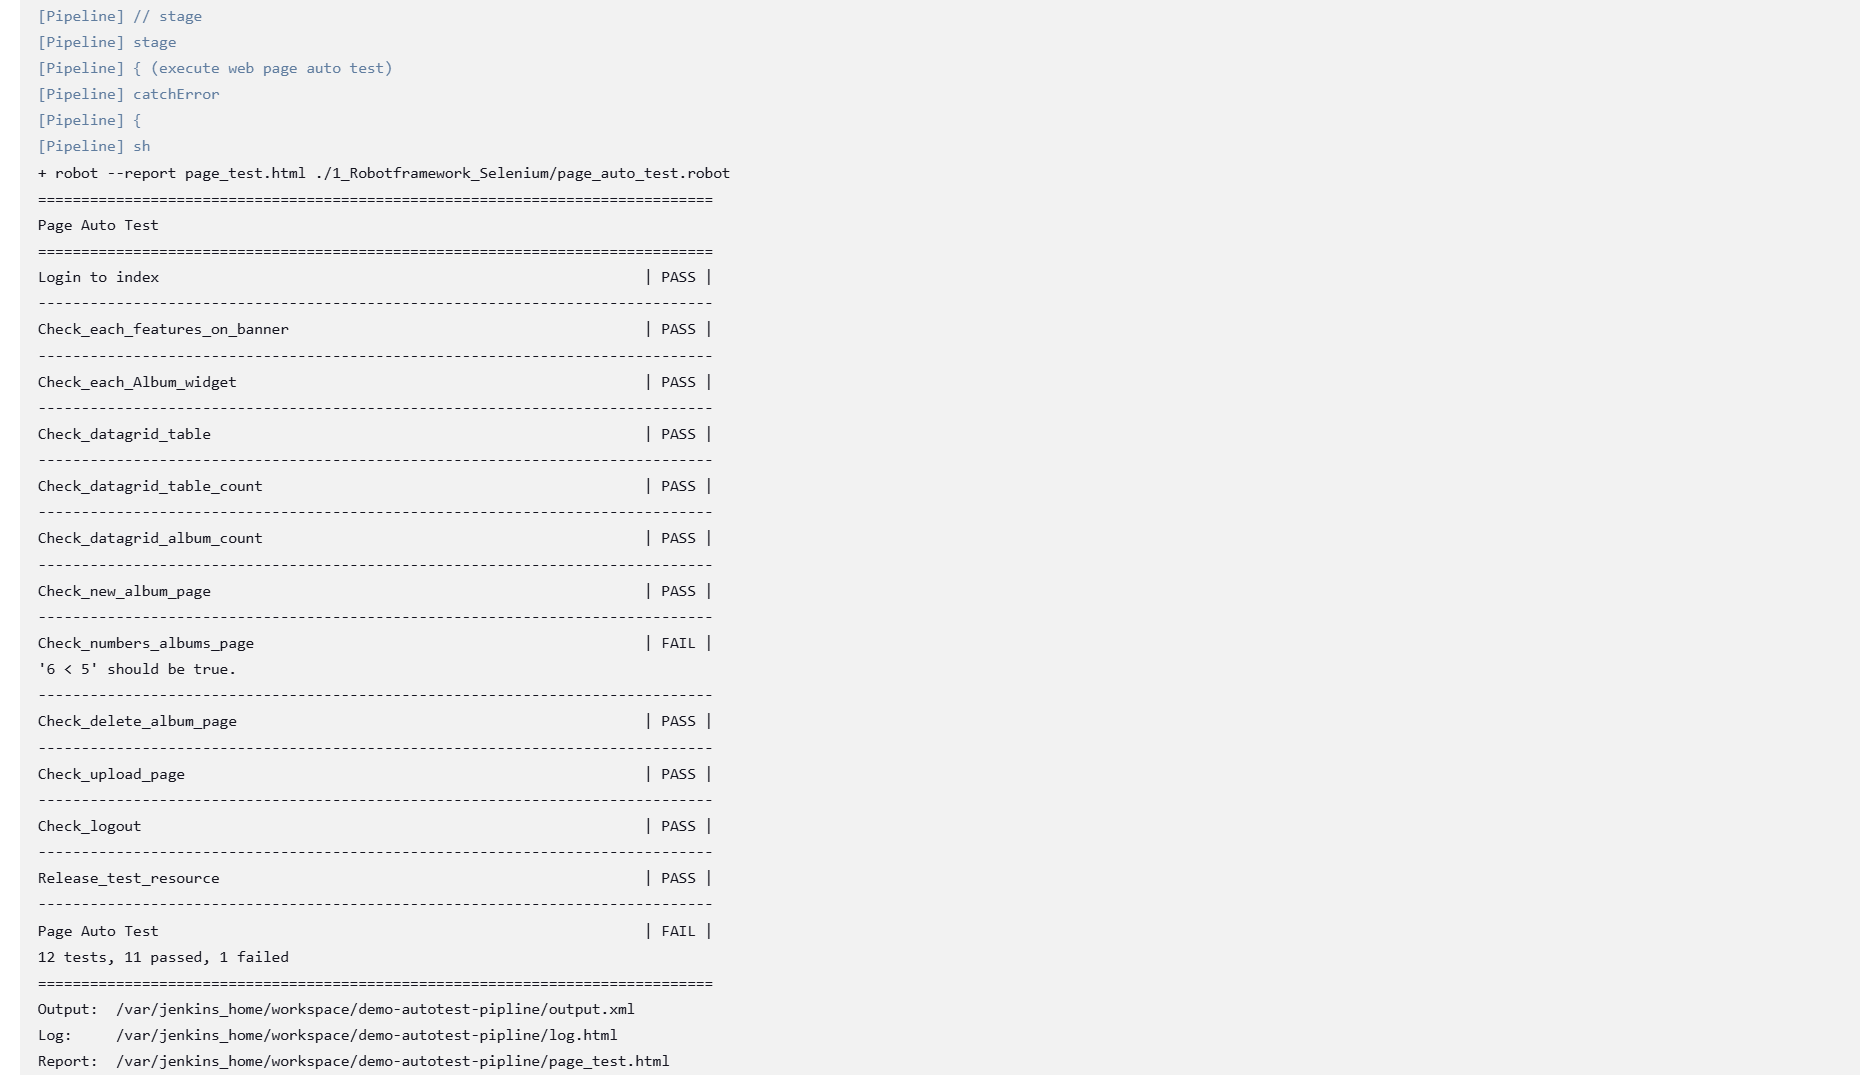 [Pipeline] // stage
[Pipeline] stage
[Pipeline] { (execute web page auto test)
[Pipeline] catchError
[Pipeline] {
[Pipeline] sh
+ robot --report page_test.html ./1_Robotframework_Selenium/page_auto_test.robot
==============================================================================
Page Auto Test
==============================================================================
Login to index | PASS |
------------------------------------------------------------------------------
Check_each_features_on_banner | PASS |
------------------------------------------------------------------------------
Check_each_Album_widget | PASS |
------------------------------------------------------------------------------
Check_datagrid_table | PASS |
------------------------------------------------------------------------------
Check_datagrid_table_count | PASS |
------------------------------------------------------------------------------
Check_datagrid_album_count | PASS |
------------------------------------------------------------------------------
Check_new_album_page | PASS |
------------------------------------------------------------------------------
Check_numbers_albums_page | FAIL |
'6 < 5' should be true.
------------------------------------------------------------------------------
Check_delete_album_page | PASS |
------------------------------------------------------------------------------
Check_upload_page | PASS |
------------------------------------------------------------------------------
Check_logout | PASS |
------------------------------------------------------------------------------
Release_test_resource | PASS |
------------------------------------------------------------------------------
Page Auto Test | FAIL |
12 tests, 11 passed, 1 failed
==============================================================================
Output:  /var/jenkins_home/workspace/demo-autotest-pipline/output.xml
Log:     /var/jenkins_home/workspace/demo-autotest-pipline/log.html
Report:  /var/jenkins_home/workspace/demo-autotest-pipline/page_test.html